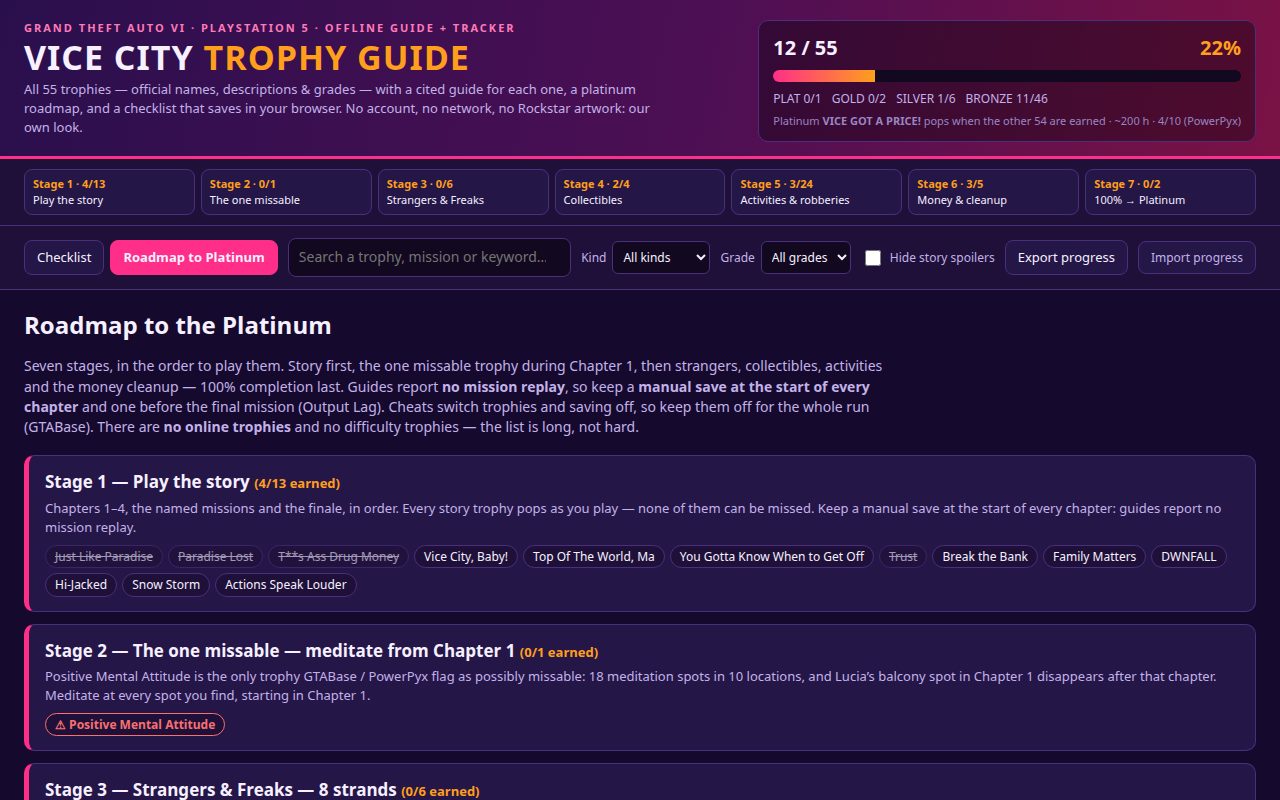 GRAND THEFT AUTO VI · PLAYSTATION 5 · OFFLINE GUIDE + TRACKER
VICE CITY TROPHY GUIDE
All 55 trophies — official names, descriptions & grades — with a cited guide for each one, a platinum
roadmap, and a checklist that saves in your browser. No account, no network, no Rockstar artwork: our
own look.
12 / 55 22%
PLAT 0/1 GOLD 0/2 SILVER 1/6 BRONZE 11/46
Platinum VICE GOT A PRICE! pops when the other 54 are earned · ~200 h · 4/10 (PowerPyx)
Stage 1 · 4/13
Play the story
Stage 2 · 0/1
The one missable
Stage 3 · 0/6
Strangers & Freaks
Stage 4 · 2/4
Collectibles
Stage 5 · 3/24
Activities & robberies
Stage 6 · 3/5
Money & cleanup
Stage 7 · 0/2
100% → Platinum
Checklist Roadmap to Platinum Search a trophy, mission or keyword... Kind All kinds Grade All grades Hide story spoilers Export progress Import progress
Roadmap to the Platinum
Seven stages, in the order to play them. Story first, the one missable trophy during Chapter 1, then strangers, collectibles, activities
and the money cleanup — 100% completion last. Guides report no mission replay, so keep a manual save at the start of every
chapter and one before the final mission (Output Lag). Cheats switch trophies and saving off, so keep them off for the whole run
(GTABase). There are no online trophies and no difficulty trophies — the list is long, not hard.
Stage 1 — Play the story (4/13 earned)
Chapters 1–4, the named missions and the finale, in order. Every story trophy pops as you play — none of them can be missed. Keep a manual save at the start of every chapter: guides report no
mission replay.
Just Like Paradise Paradise Lost T**s Ass Drug Money Vice City, Baby! Top Of The World, Ma You Gotta Know When to Get Off Trust Break the Bank Family Matters DWNFALL
Hi-Jacked Snow Storm Actions Speak Louder
Stage 2 — The one missable — meditate from Chapter 1 (0/1 earned)
Positive Mental Attitude is the only trophy GTABase / PowerPyx flag as possibly missable: 18 meditation spots in 10 locations, and Lucia’s balcony spot in Chapter 1 disappears after that chapter.
Meditate at every spot you find, starting in Chapter 1.
⚠ Positive Mental Attitude
Stage 3 — Strangers & Freaks — 8 strands (0/6 earned)